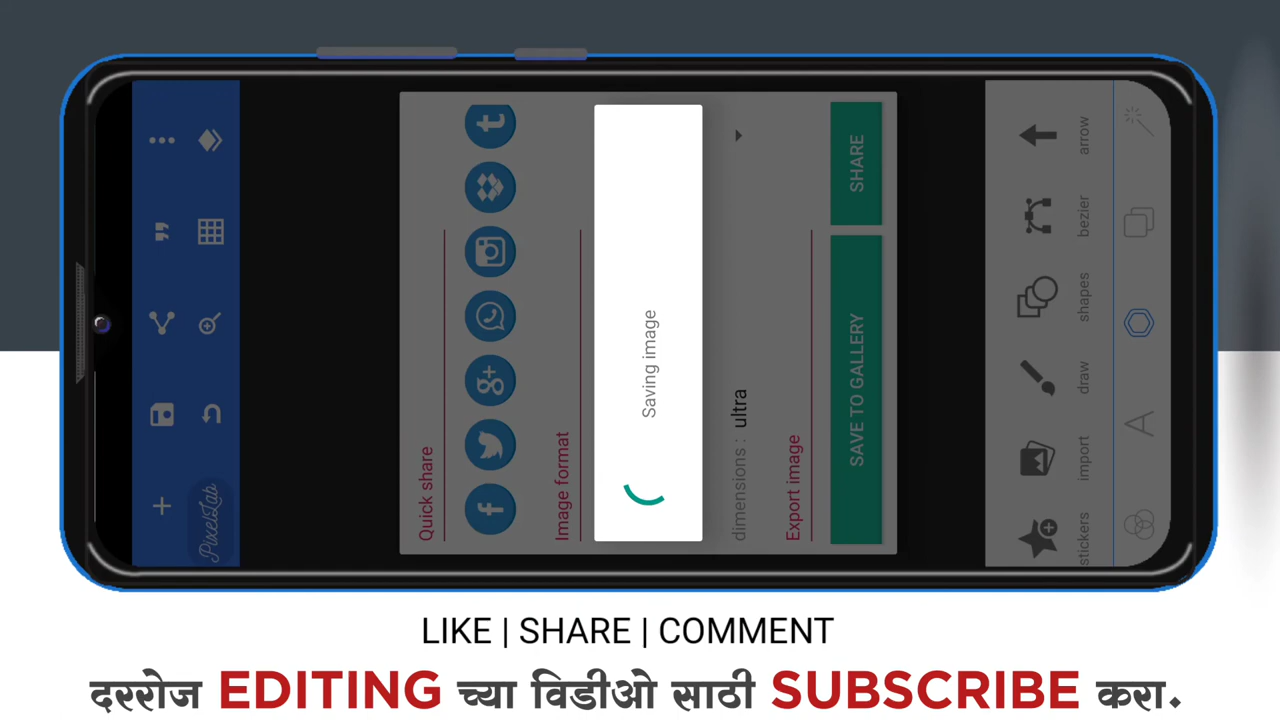 PixelLab
Quick share
Image format
Saving image
dimensions : ultra
Export image
SAVE TO GALLERY
SHARE
stickers
import
draw
shapes
bezier
arrow
LIKE | SHARE | COMMENT
दररोज EDITING च्या विडीओ साठी SUBSCRIBE करा.